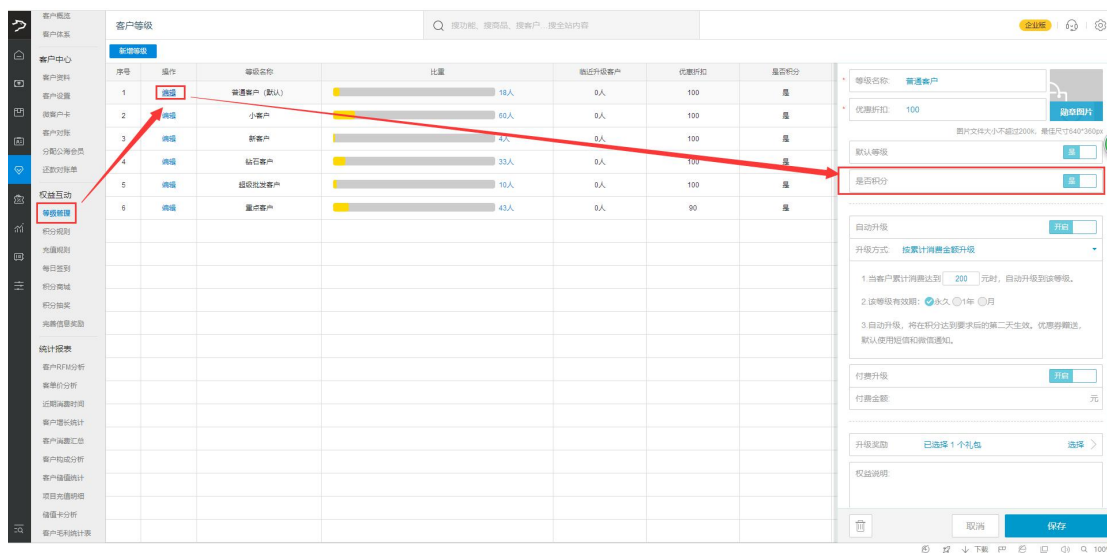 客户概览
客户体系
客户中心
客户资料
客户设置
微客户卡
客户对账
分配公海会员
还款对账单
权益互动
等级管理
积分规则
充值规则
每日签到
积分商城
积分抽奖
完善信息奖励
统计报表
客户RFM分析
客单价分析
近期消费时间
客户增长统计
客户消费汇总
客户构成分析
客户储值统计
项目充值明细
储值卡分析
客户毛利统计表
客户等级
搜功能，搜商品，搜客户，搜全站内容
企业版
新增等级
序号 操作 等级名称 比重 临近升级客户 优惠折扣 是否积分
1 编辑 普通客户（默认） 18人 0人 100 是
2 编辑 小客户 60人 0人 100 是
3 编辑 新客户 4人 0人 100 是
4 编辑 钻石客户 33人 0人 100 是
5 编辑 超级批发客户 10人 0人 100 是
6 编辑 重点客户 43人 0人 90 是
* 等级名称: 普通客户
* 优惠折扣: 100
勋章图片
图片文件大小不超过200k，最佳尺寸640*360px
默认等级 是
是否积分 是
自动升级 开启
升级方式: 按累计消费金额升级
1.当客户累计消费达到 200 元时，自动升级到该等级。
2.该等级有效期： 永久 1年 月
3.自动升级，将在积分达到要求后的第二天生效。优惠券赠送，
默认使用短信和微信通知。
付费升级 开启
付费金额: 元
升级奖励 已选择 1 个礼包 选择
权益说明:
取消 保存
下载 100%